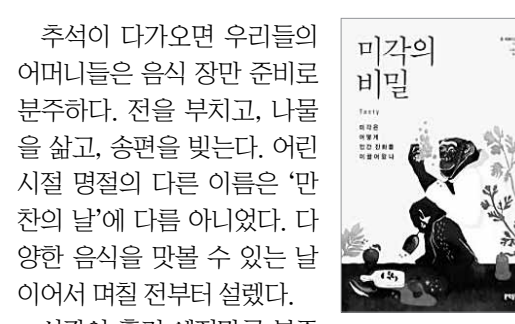 추석이 다가오면 우리들의
어머니들은 음식 장만 준비로
분주하다. 전을 부치고, 나물
을 삶고, 송편을 빚는다. 어린
시절 명절의 다른 이름은 ‘만
찬의 날’에 다름 아니었다. 다
양한 음식을 맛볼 수 있는 날
이어서 며칠 전부터 설렜다.
미각의
비밀
Tasty
미각은
어떻게
인간 진화를
이끌어왔나